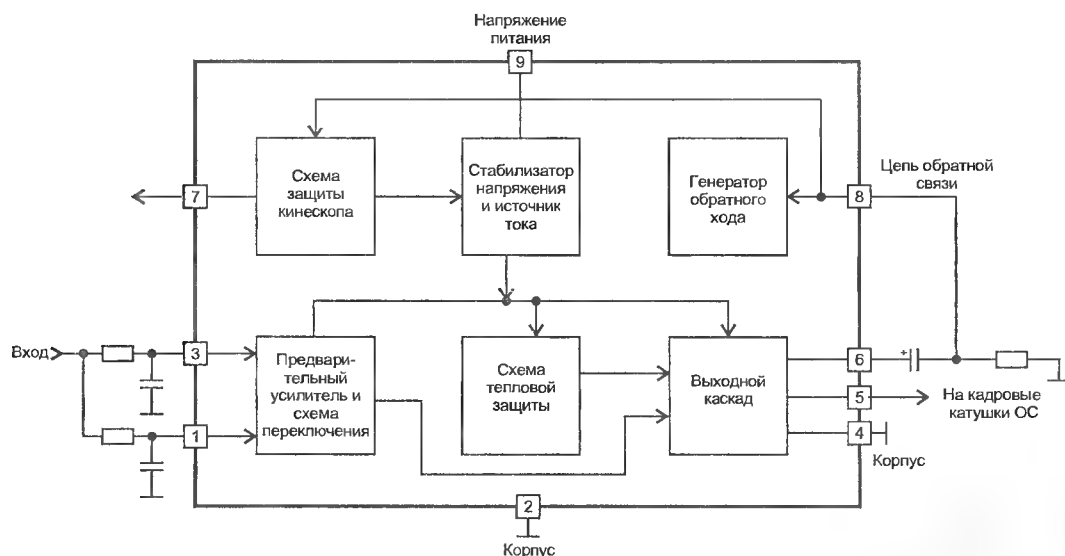 Напряжение
питания
9
Схема
защиты
кинескопа
Стабилизатор
напряжения
и источник
тока
Генератор
обратного
хода
Цепь обратной
связи
7
8
Вход
3
Предвари-
тельный
усилитель и
схема
переключения
Схема
тепловой
защиты
Выходной
каскад
6
+
5
На кадровые
катушки ОС
1
4
Корпус
2
Корпус